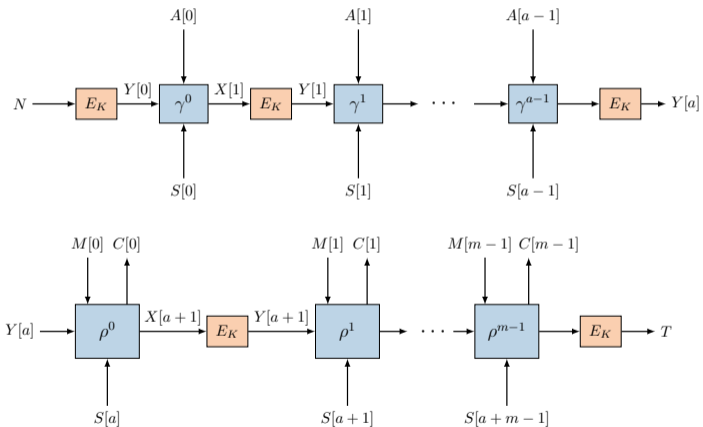 A[0] A[1] A[a − 1]
N E_K Y[0] γ^0 X[1] E_K Y[1] γ^1 · · · γ^{a−1} E_K Y[a]
S[0] S[1] S[a − 1]
M[0] C[0] M[1] C[1] M[m − 1] C[m − 1]
Y[a] ρ^0 X[a + 1] E_K Y[a + 1] ρ^1 · · · ρ^{m−1} E_K T
S[a] S[a + 1] S[a + m − 1]